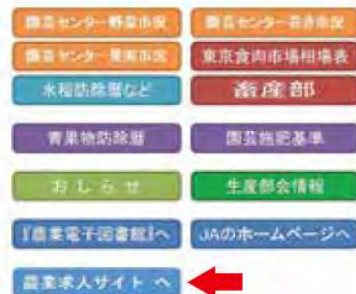 園芸センター野菜市況
園芸センター花き市況
園芸センター果実市況
東京食肉市場相場表
水稲防除暦など
畜産部
青果物防除暦
園芸施肥基準
おしらせ
生産部会情報
『農業電子図書館』へ
JAのホームページへ
農業求人サイト へ